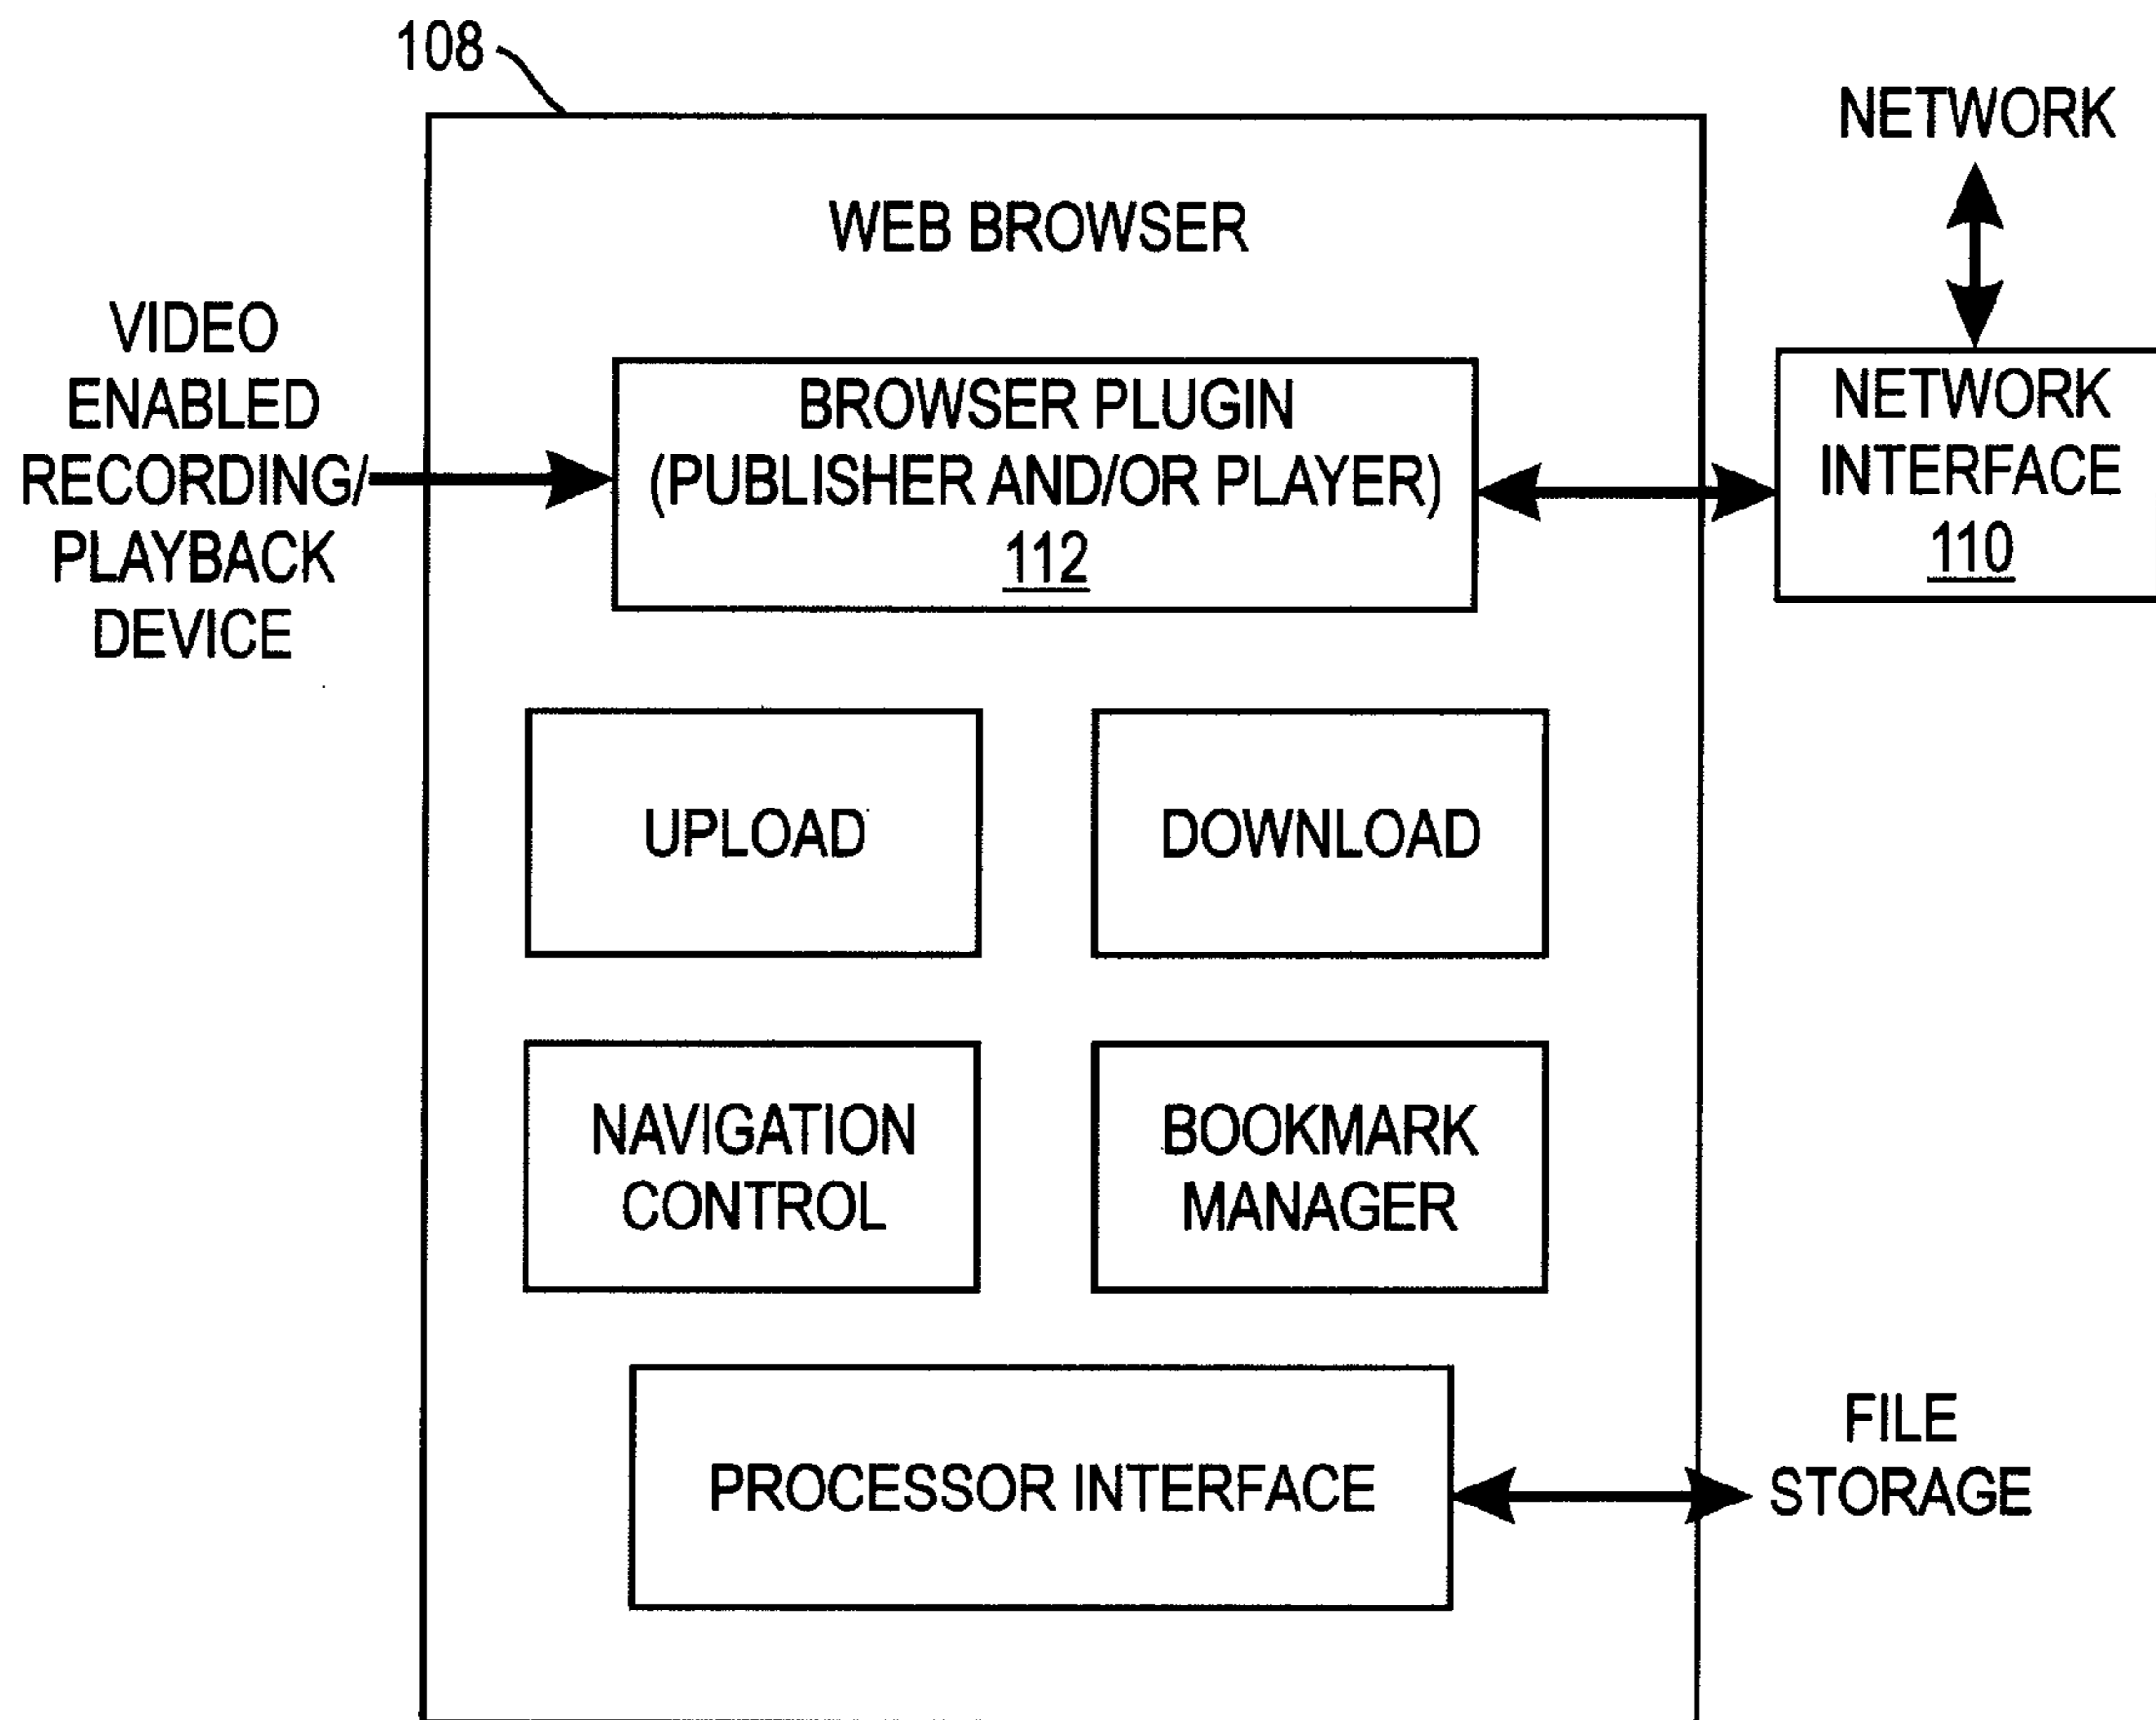 108
NETWORK
WEB BROWSER
VIDEO
ENABLED
RECORDING/
PLAYBACK
DEVICE
BROWSER PLUGIN
(PUBLISHER AND/OR PLAYER)
112
NETWORK
INTERFACE
110
UPLOAD
DOWNLOAD
NAVIGATION
CONTROL
BOOKMARK
MANAGER
PROCESSOR INTERFACE
FILE
STORAGE